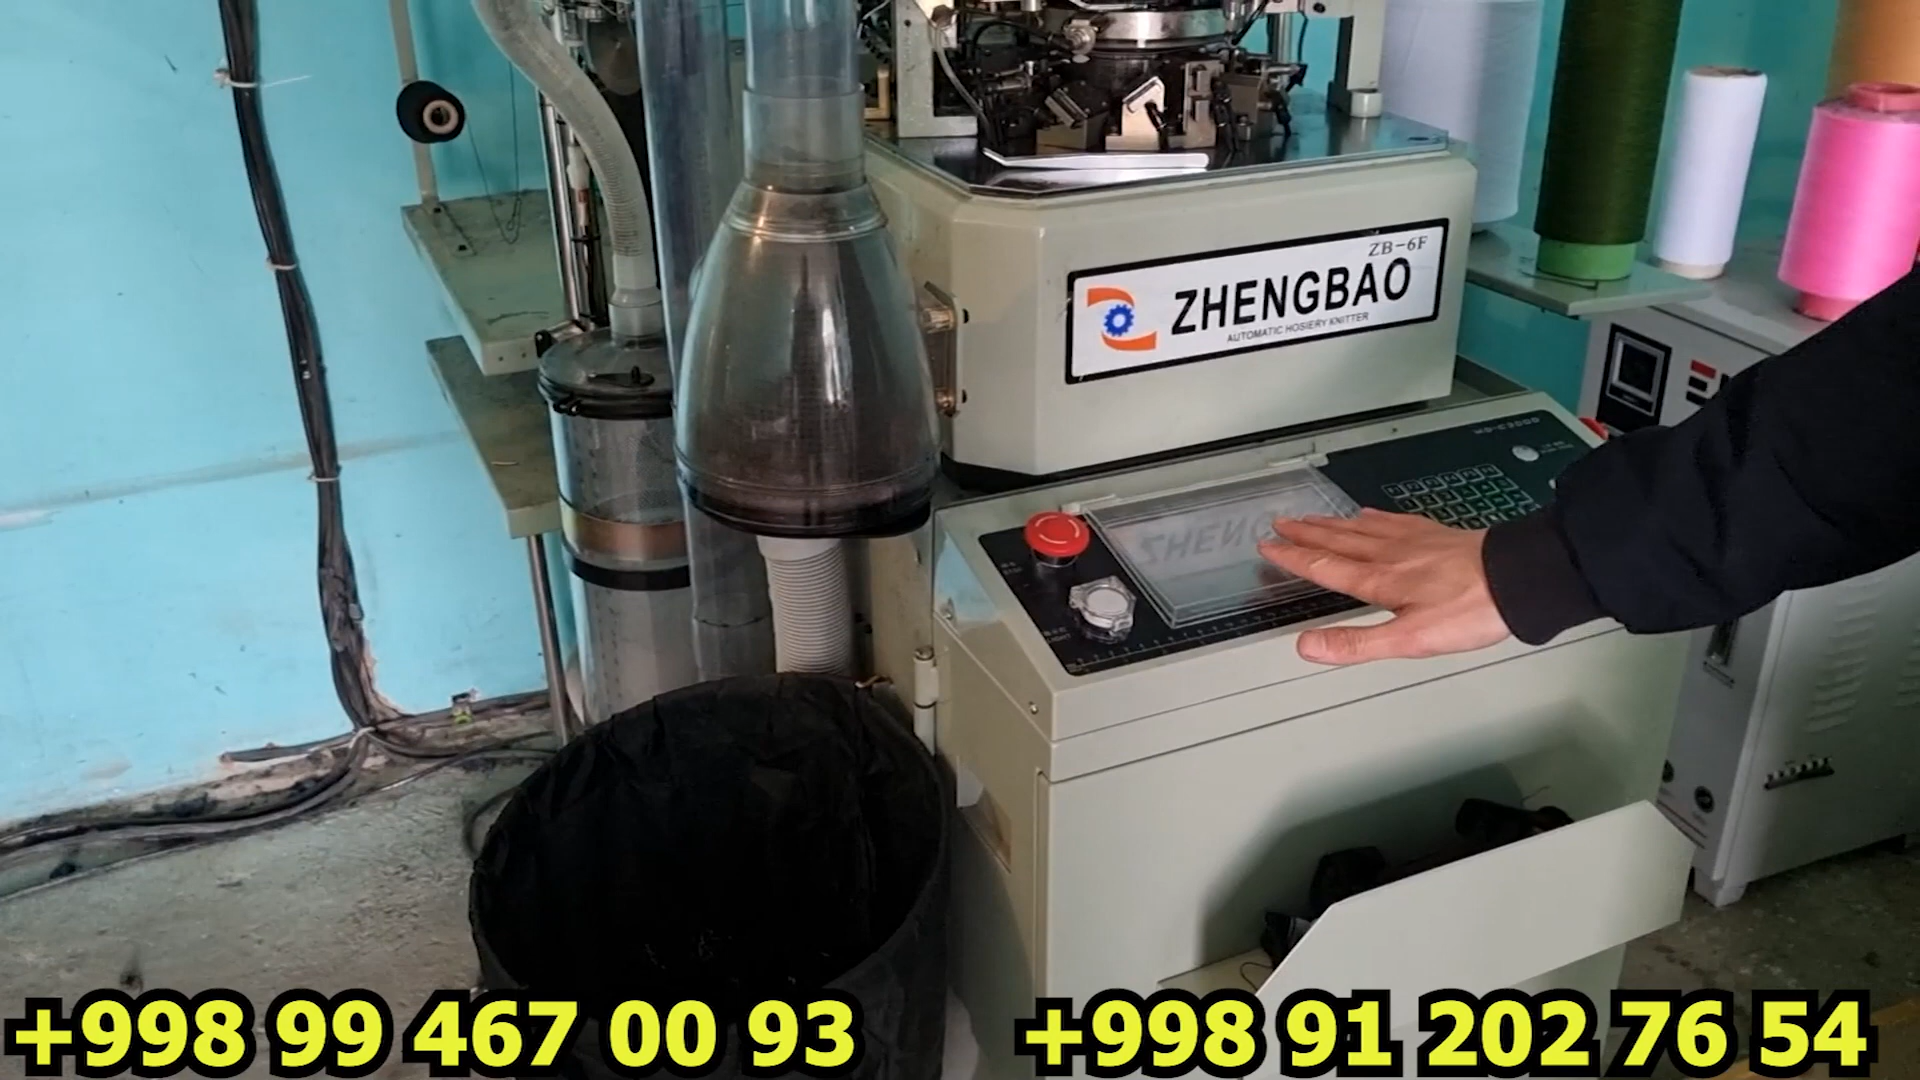 ZB-6F
ZHENGBAO
AUTOMATIC HOSIERY KNITTER
+998 99 467 00 93
+998 91 202 76 54